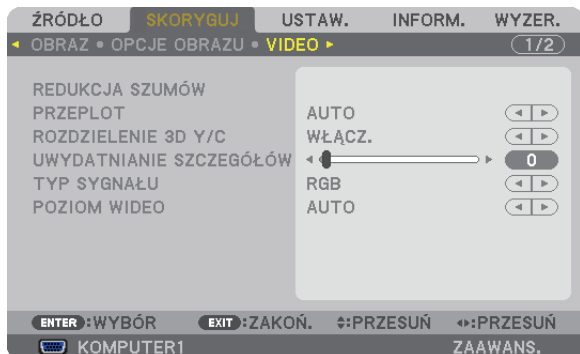 ŹRÓDŁO SKORYGUJ USTAW. INFORM. WYZER.
◂ OBRAZ • OPCJE OBRAZU • VIDEO ▸ 1/2
REDUKCJA SZUMÓW
PRZEPLOT AUTO
ROZDZIELENIE 3D Y/C WŁĄCZ.
UWYDATNIANIE SZCZEGÓŁÓW 0
TYP SYGNAŁU RGB
POZIOM WIDEO AUTO
ENTER :WYBÓR EXIT :ZAKOŃ. :PRZESUŃ :PRZESUŃ
KOMPUTER1 ZAAWANS.